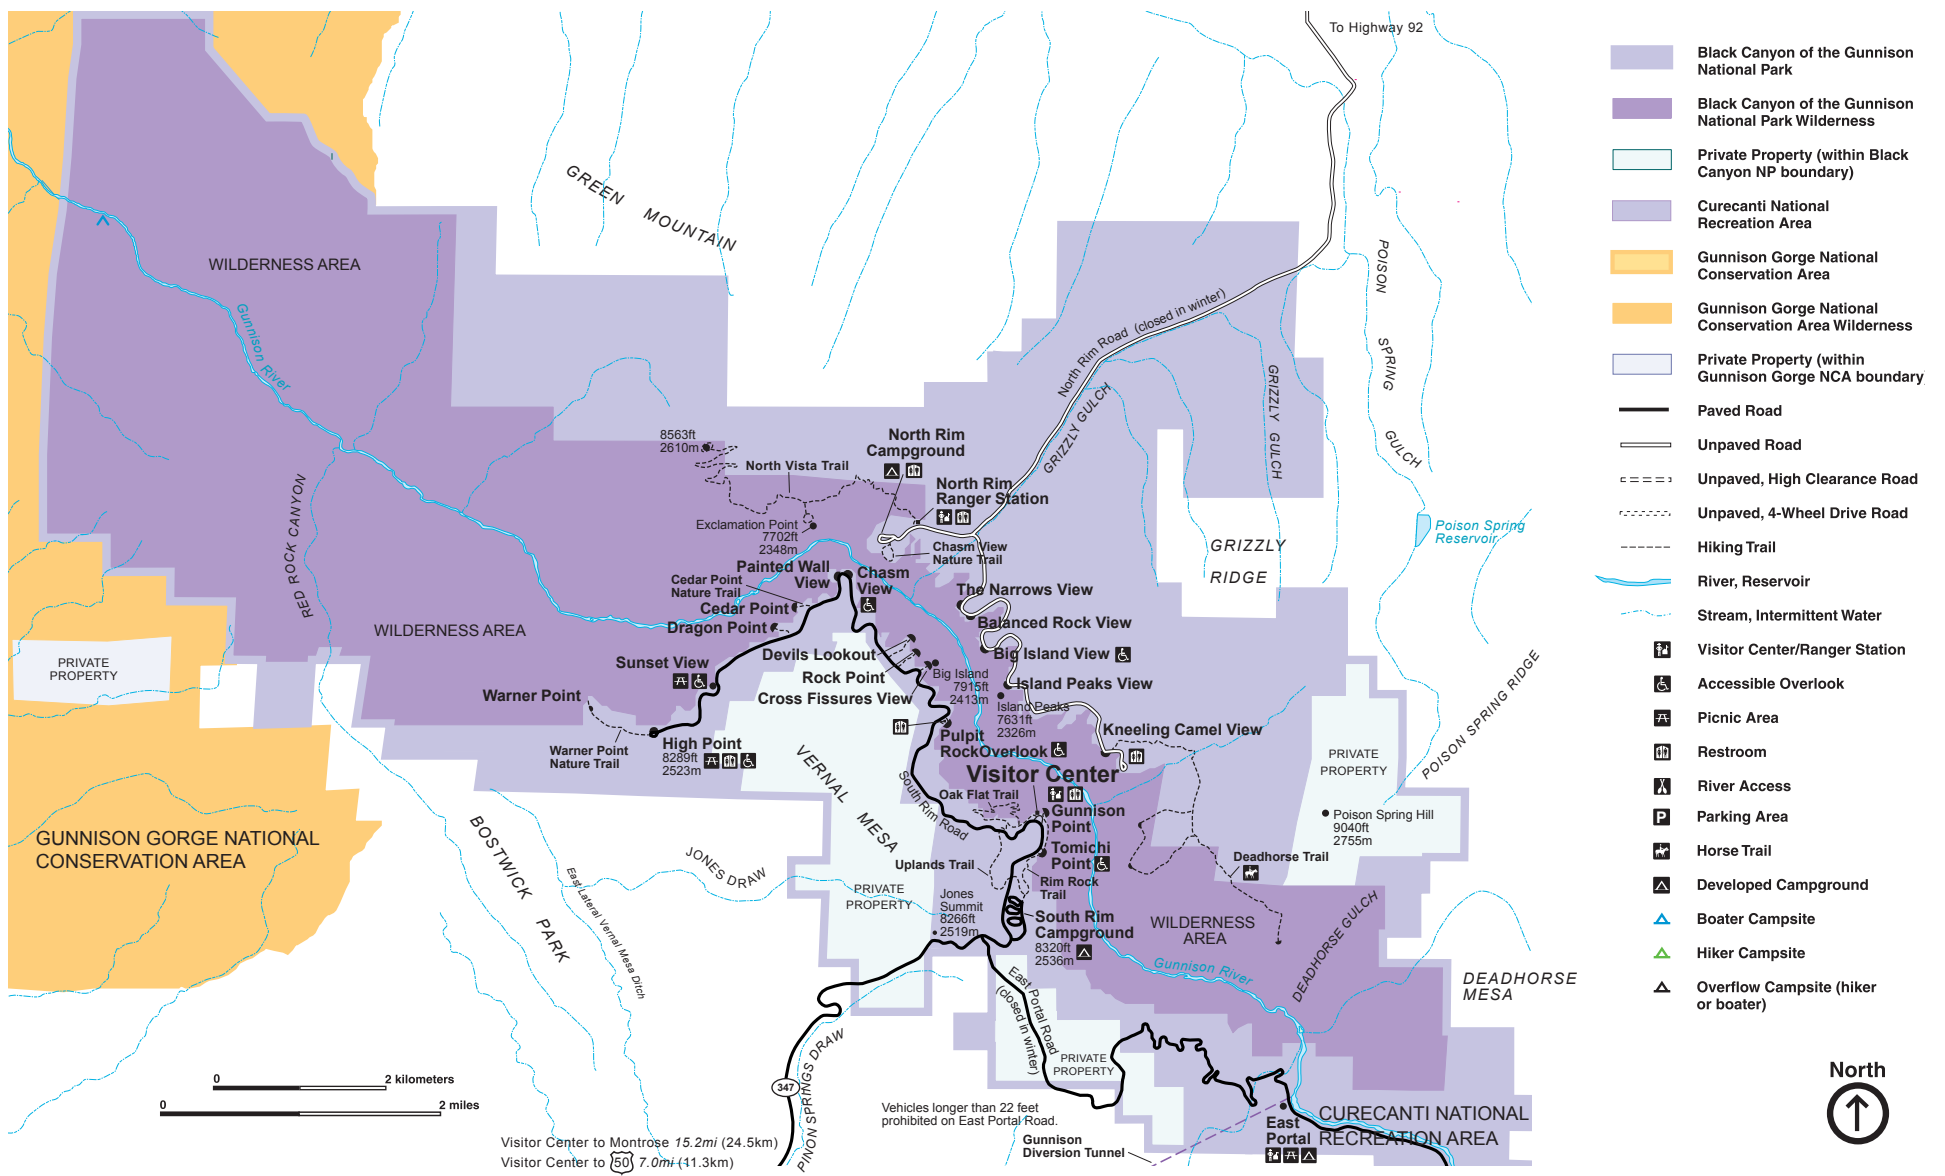 To Highway 92
GREEN MOUNTAIN
WILDERNESS AREA
Gunnison River
POISON SPRING GULCH
North Rim Road (closed in winter)
GRIZZLY GULCH
GRIZZLY GULCH
8563ft
2610m
North Vista Trail
North Rim
Campground
North Rim
Ranger Station
Exclamation Point
7702ft
2348m
Chasm View
Nature Trail
RED ROCK CANYON
Poison Spring
Reservoir
GRIZZLY
RIDGE
Painted Wall
View
Chasm
View
Cedar Point
Nature Trail
Cedar Point
Dragon Point
The Narrows View
Balanced Rock View
WILDERNESS AREA
Devils Lookout
Big Island View
Sunset View
Rock Point
Big Island
7915ft
2413m
Island Peaks View
Cross Fissures View
Island Peaks
7631ft
2326m
PRIVATE
PROPERTY
Warner Point
Warner Point
Nature Trail
High Point
8289ft
2523m
Pulpit
RockOverlook
Kneeling Camel View
POISON SPRING RIDGE
PRIVATE
PROPERTY
VERNAL MESA
South Rim Road
Visitor Center
Oak Flat Trail
Gunnison
Point
Poison Spring Hill
9040ft
2755m
GUNNISON GORGE NATIONAL
CONSERVATION AREA
BOSTWICK PARK
JONES DRAW
East Lateral Vernal Mesa Ditch
Uplands Trail
Tomichi
Point
Rim Rock
Trail
Deadhorse Trail
PRIVATE
PROPERTY
Jones
Summit
8266ft
2519m
South Rim
Campground
8320ft
2536m
WILDERNESS
AREA
Gunnison River
DEADHORSE GULCH
DEADHORSE
MESA
East Portal Road
(closed in winter)
PRIVATE
PROPERTY
PINON SPRINGS DRAW
347
0 2 kilometers
0 2 miles
Vehicles longer than 22 feet
prohibited on East Portal Road.
Gunnison
Diversion Tunnel
East
Portal
CURECANTI NATIONAL
RECREATION AREA
Visitor Center to Montrose 15.2mi (24.5km)
Visitor Center to 50 7.0mi (11.3km)
Black Canyon of the Gunnison
National Park
Black Canyon of the Gunnison
National Park Wilderness
Private Property (within Black
Canyon NP boundary)
Curecanti National
Recreation Area
Gunnison Gorge National
Conservation Area
Gunnison Gorge National
Conservation Area Wilderness
Private Property (within
Gunnison Gorge NCA boundary
Paved Road
Unpaved Road
Unpaved, High Clearance Road
Unpaved, 4-Wheel Drive Road
Hiking Trail
River, Reservoir
Stream, Intermittent Water
Visitor Center/Ranger Station
Accessible Overlook
Picnic Area
Restroom
River Access
P Parking Area
Horse Trail
Developed Campground
Boater Campsite
Hiker Campsite
Overflow Campsite (hiker
or boater)
North